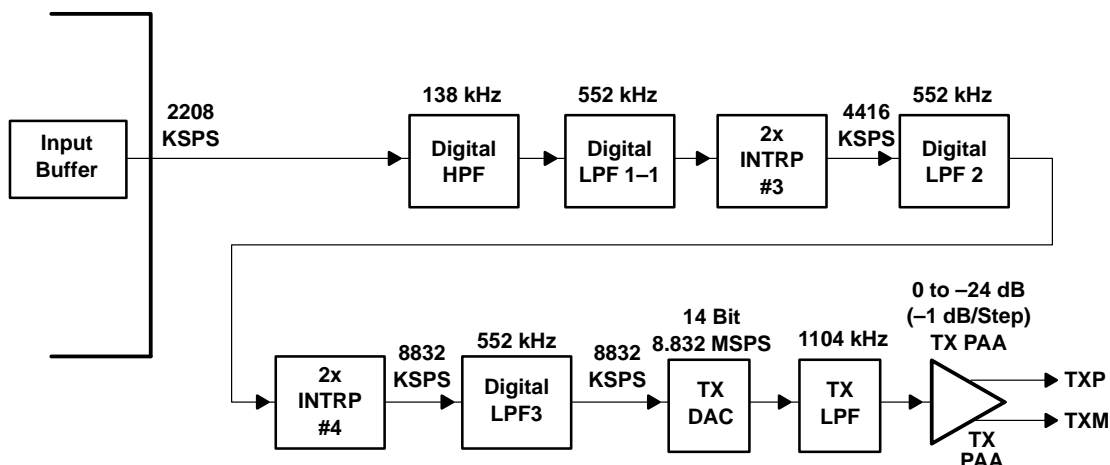 Input
Buffer
2208
KSPS
138 kHz
Digital
HPF
552 kHz
Digital
LPF 1–1
2x
INTRP
#3
4416
KSPS
552 kHz
Digital
LPF 2
2x
INTRP
#4
8832
KSPS
552 kHz
Digital
LPF3
8832
KSPS
14 Bit
8.832 MSPS
TX
DAC
1104 kHz
TX
LPF
0 to –24 dB
(–1 dB/Step)
TX PAA
TX
PAA
TXP
TXM